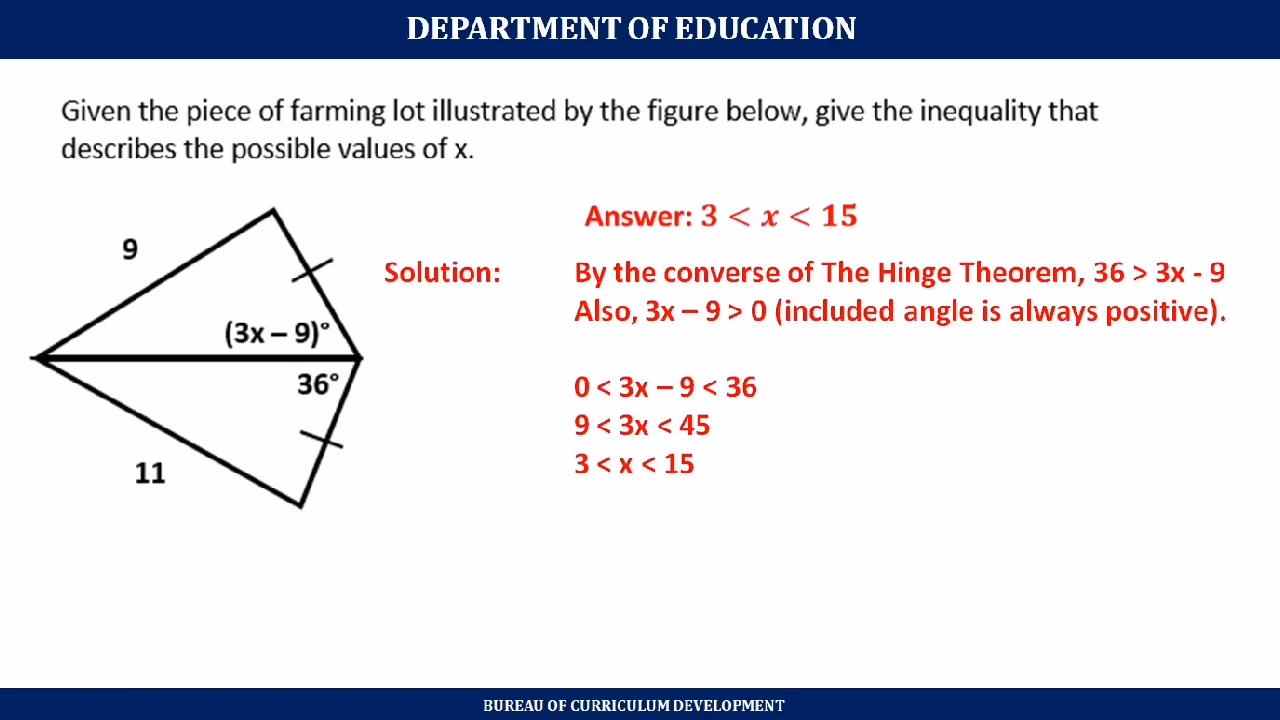 DEPARTMENT OF EDUCATION
Given the piece of farming lot illustrated by the figure below, give the inequality that
describes the possible values of x.
Answer: 3 < x < 15
9
Solution:
By the converse of The Hinge Theorem, 36 > 3x - 9
Also, 3x – 9 > 0 (included angle is always positive).
(3x – 9)°
36°
0 < 3x – 9 < 36
9 < 3x < 45
3 < x < 15
11
BUREAU OF CURRICULUM DEVELOPMENT